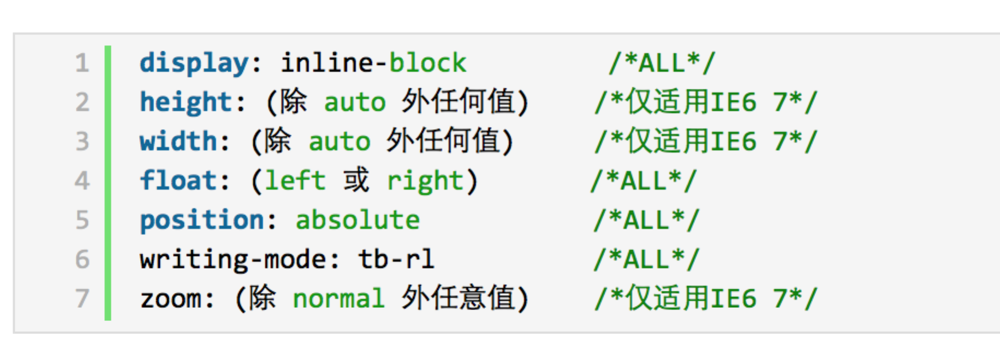 1 display: inline-block /*ALL*/
2 height: (除 auto 外任何值) /*仅适用IE6 7*/
3 width: (除 auto 外任何值) /*仅适用IE6 7*/
4 float: (left 或 right) /*ALL*/
5 position: absolute /*ALL*/
6 writing-mode: tb-rl /*ALL*/
7 zoom: (除 normal 外任意值) /*仅适用IE6 7*/